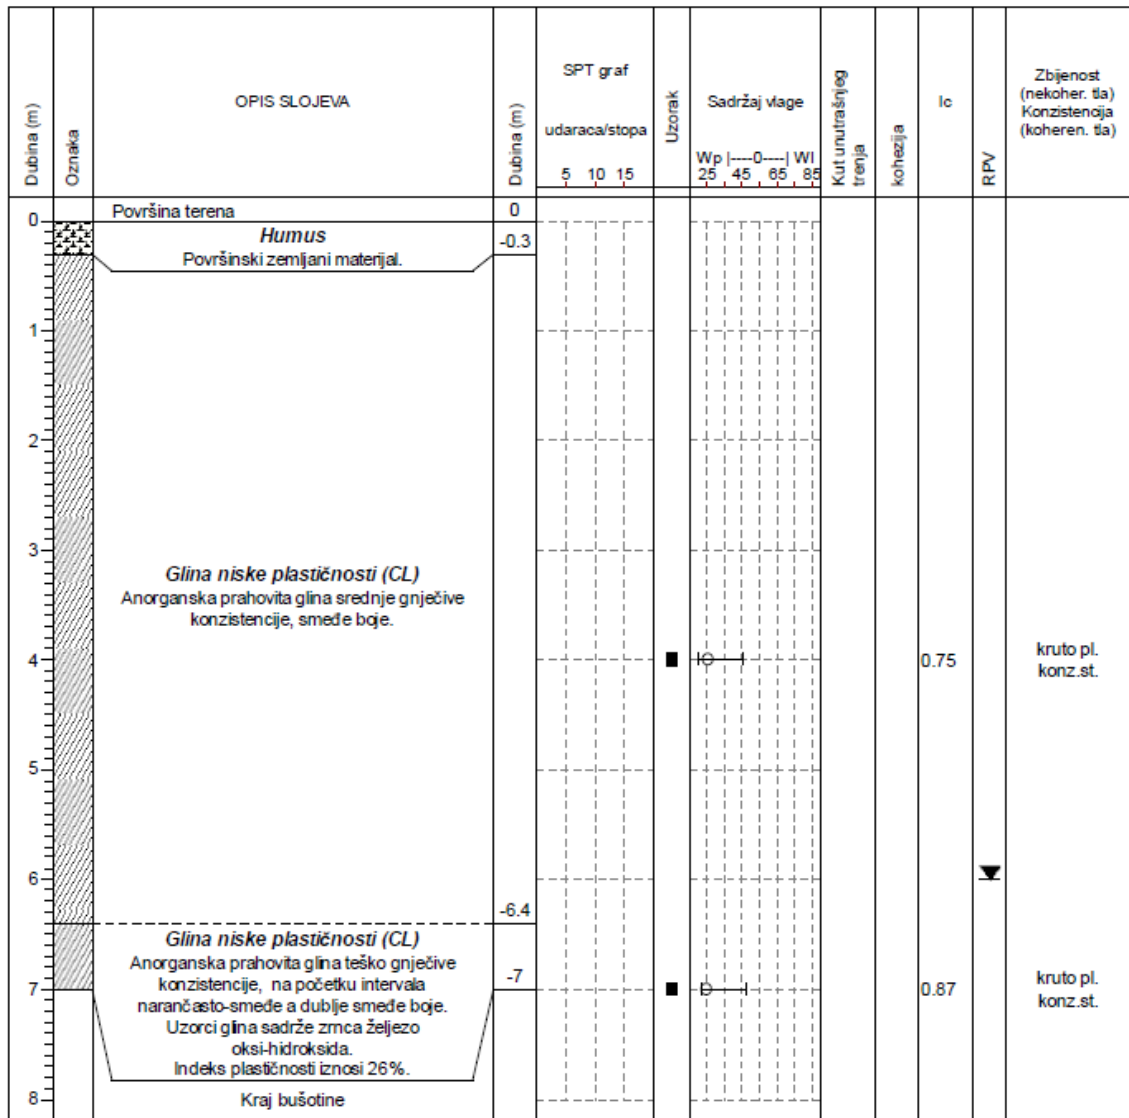 Dubina (m)
Oznaka
OPIS SLOJEVA
Dubina (m)
SPT graf
udaraca/stopa
5 10 15
Uzorak
Sadržaj vlage
Wp |----0----| Wl
25 45 65 85
Kut unutrašnjeg
trenja
kohezija
Ic
RPV
Zbijenost
(nekoher. tla)
Konzistencija
(koheren. tla)
0
Površina terena
0
Humus
-0.3
Površinski zemljani materijal.
1
2
3
Glina niske plastičnosti (CL)
Anorganska prahovita glina srednje gnječive
konzistencije, smeđe boje.
4
0.75
kruto pl.
konz.st.
5
6
-6.4
Glina niske plastičnosti (CL)
Anorganska prahovita glina teško gnječive
konzistencije, na početku intervala
narančasto-smeđe a dublje smeđe boje.
Uzorci glina sadrže zrnca željezo
oksi-hidroksida.
Indeks plastičnosti iznosi 26%.
-7
7
0.87
kruto pl.
konz.st.
8
Kraj bušotine